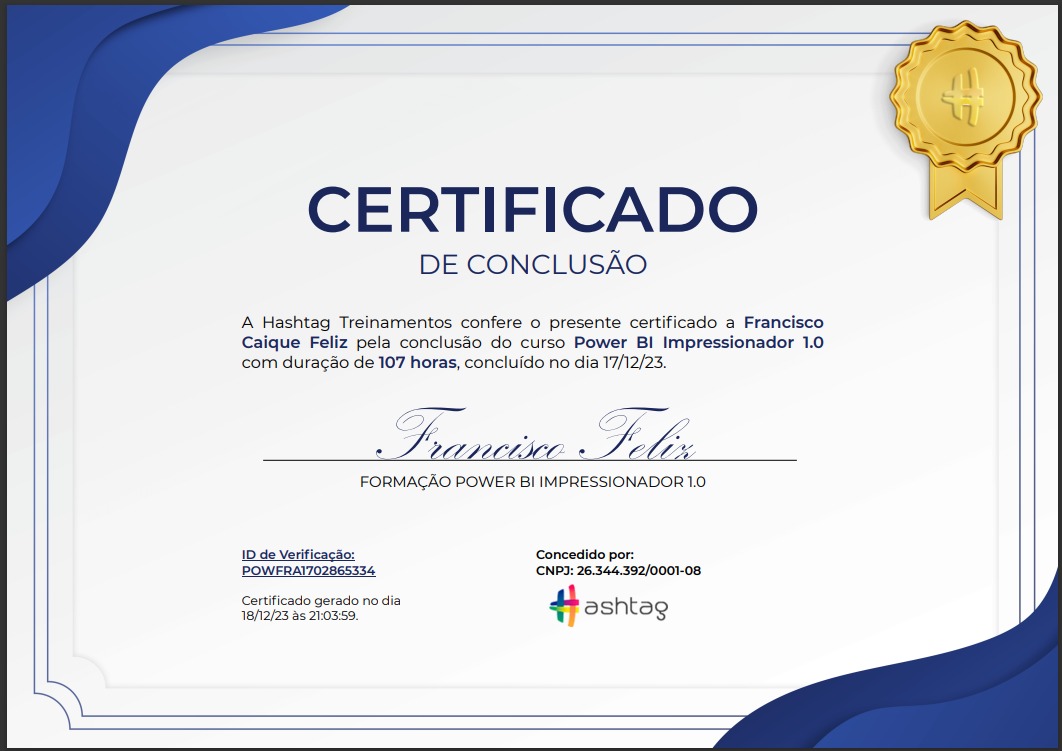 CERTIFICADO
DE CONCLUSÃO
A Hashtag Treinamentos confere o presente certificado a Francisco
Caique Feliz pela conclusão do curso Power BI Impressionador 1.0
com duração de 107 horas, concluído no dia 17/12/23.
Francisco Feliz
FORMAÇÃO POWER BI IMPRESSIONADOR 1.0
ID de Verificação:
POWFRA1702865334
Certificado gerado no dia
18/12/23 às 21:03:59.
Concedido por:
CNPJ: 26.344.392/0001-08
#ashtag